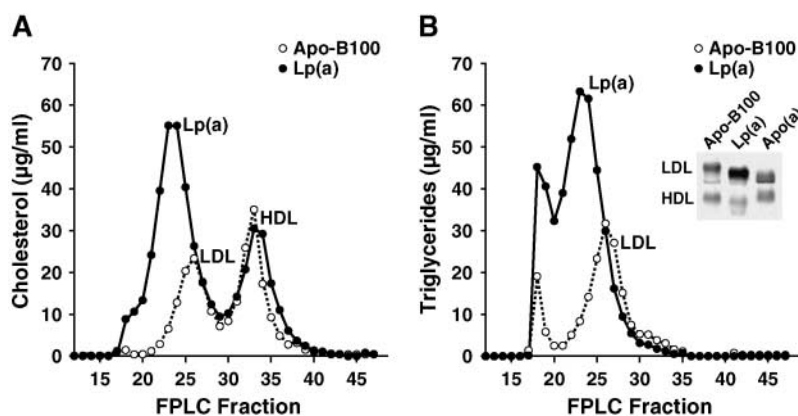 A
Apo-B100
Lp(a)
70
60
50
40
30
20
10
0
Cholesterol (µg/ml)
Lp(a)
LDL
HDL
15 20 25 30 35 40 45
FPLC Fraction
B
Apo-B100
Lp(a)
70
60
50
40
30
20
10
0
Triglycerides (µg/ml)
Lp(a)
LDL
15 20 25 30 35 40 45
FPLC Fraction
Apo-B100
Lp(a)
Apo(a)
LDL
HDL